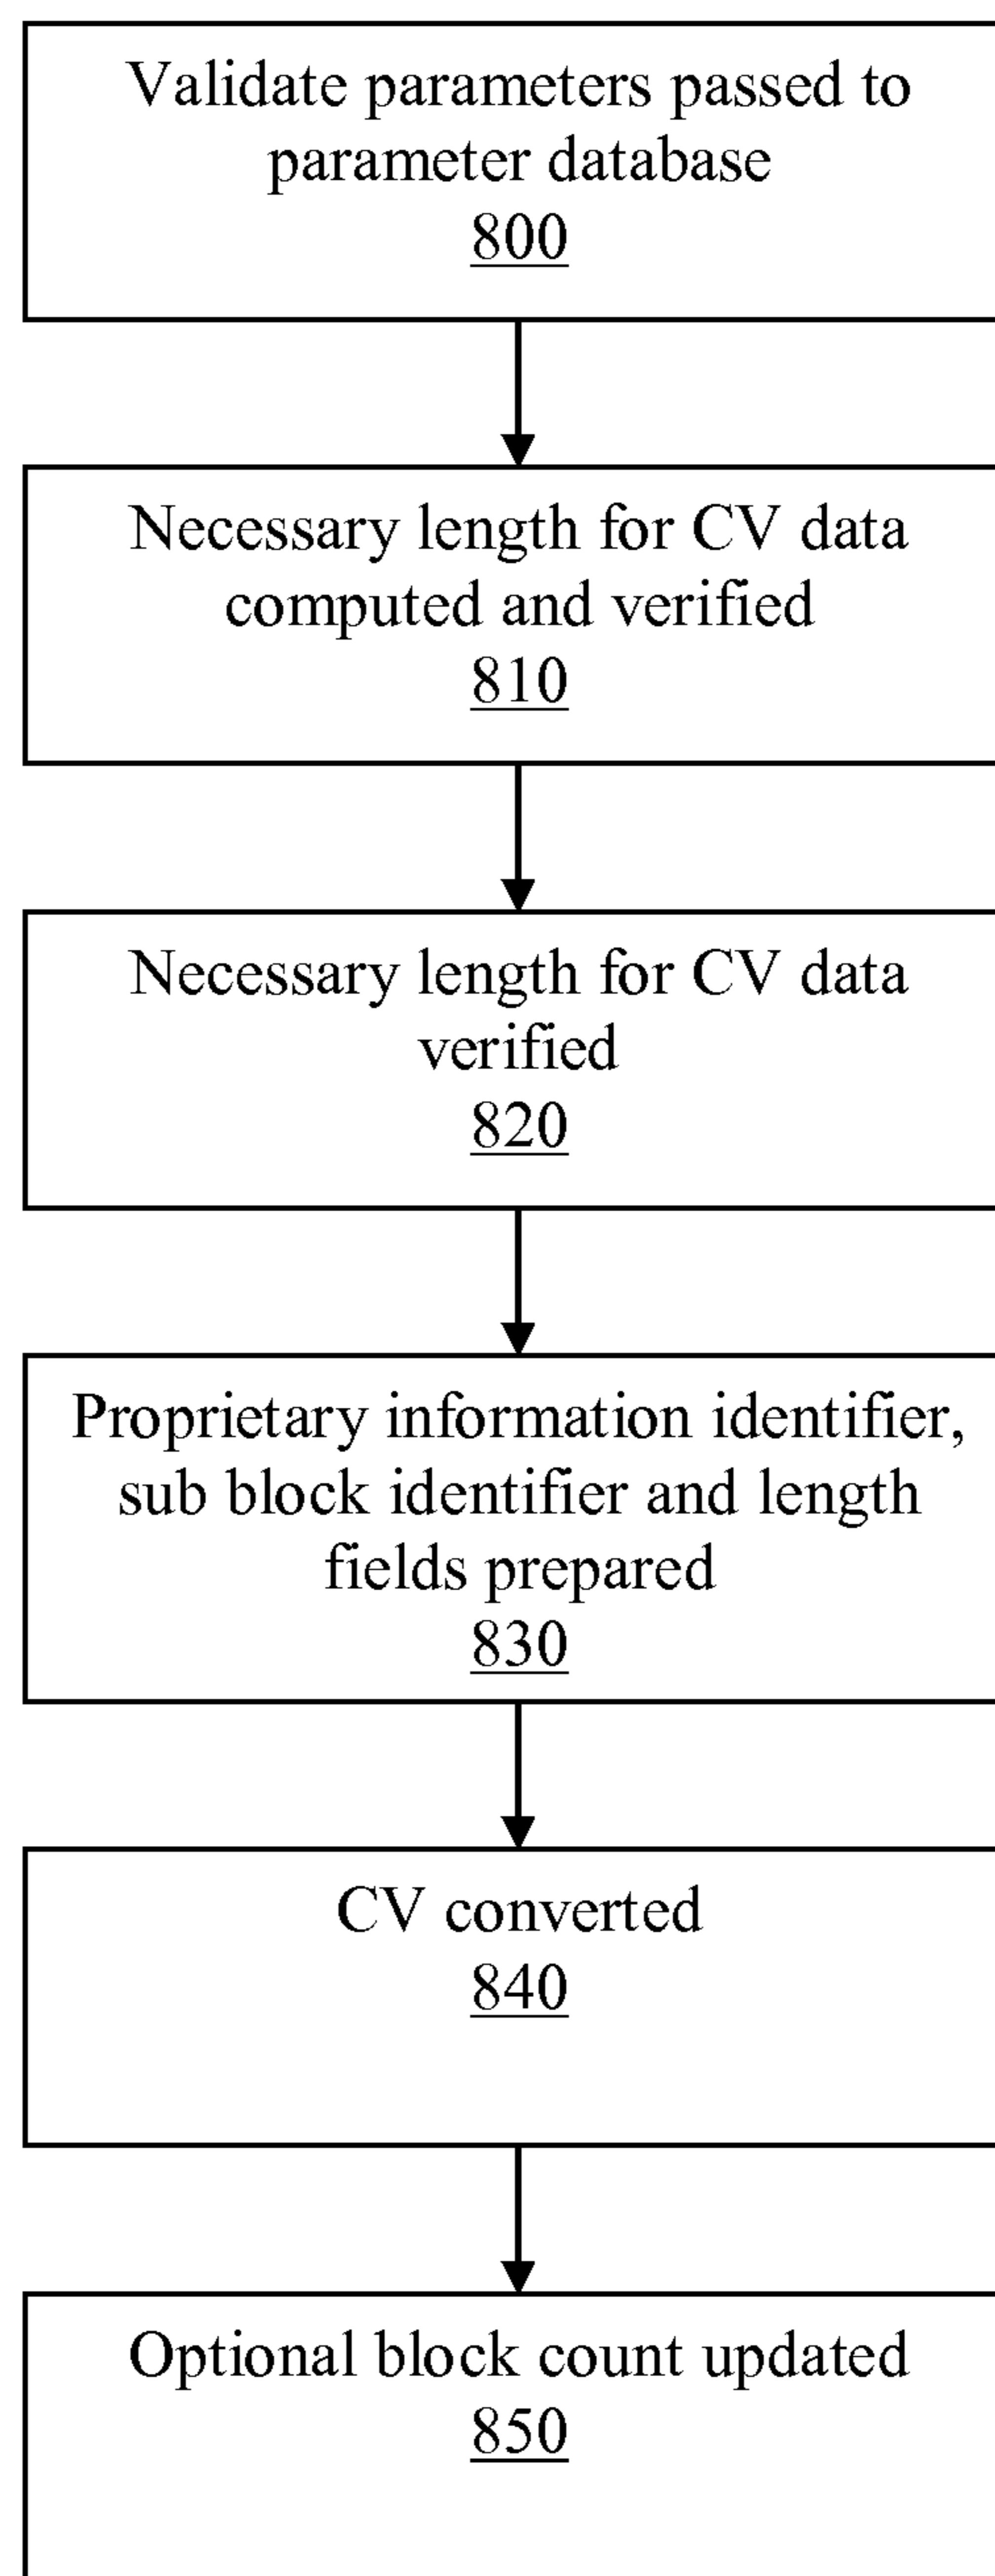 Validate parameters passed to
parameter database
800
Necessary length for CV data
computed and verified
810
Necessary length for CV data
verified
820
Proprietary information identifier,
sub block identifier and length
fields prepared
830
CV converted
840
Optional block count updated
850